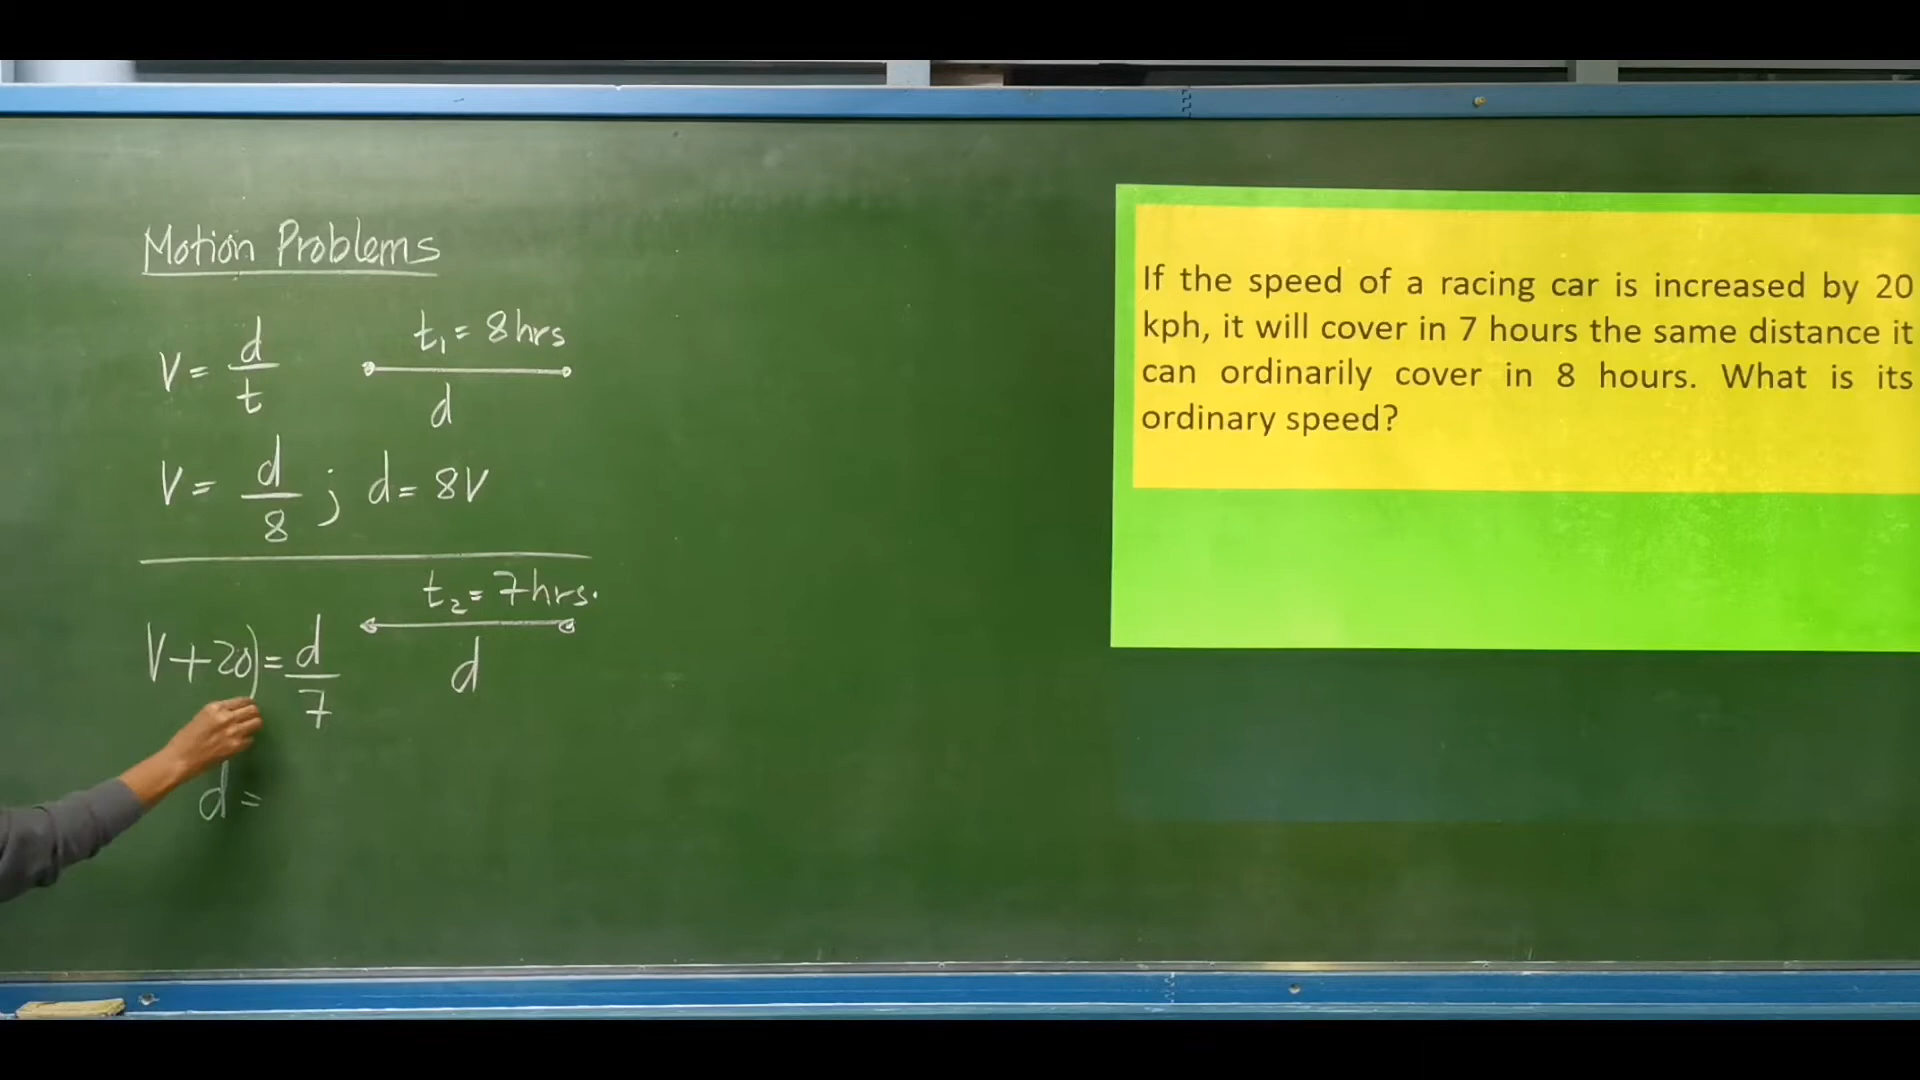 Motion Problems
V = d/t
t₁ = 8hrs
d
V = d/8 ; d = 8V
t₂ = 7hrs.
V+20) = d/7
d
d =
If the speed of a racing car is increased by 20
kph, it will cover in 7 hours the same distance it
can ordinarily cover in 8 hours. What is its
ordinary speed?